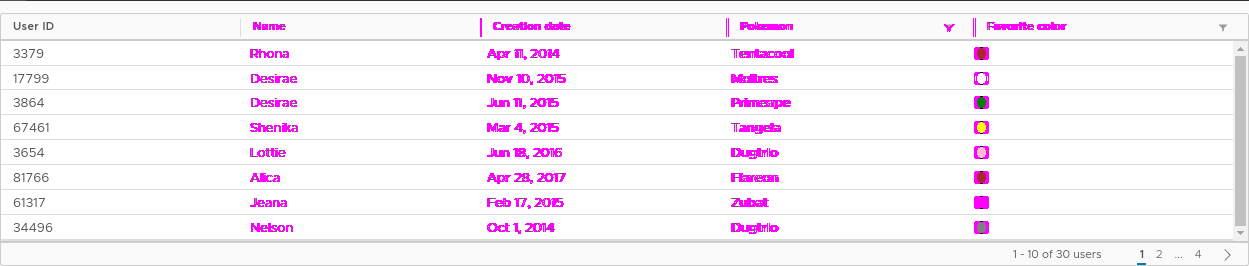 User ID Name Creation date Pokemon Favorite color
3379 Rhona Apr 11, 2014 Tentacool
17799 Desirae Nov 10, 2015 Moltres
3864 Desirae Jun 11, 2015 Primeape
67461 Shenika Mar 4, 2015 Tangela
3654 Lottie Jun 18, 2016 Dugtrio
81766 Alica Apr 28, 2017 Flareon
61317 Jeana Feb 17, 2015 Zubat
34496 Nelson Oct 1, 2014 Dugtrio
1 - 10 of 30 users 1 2 ... 4